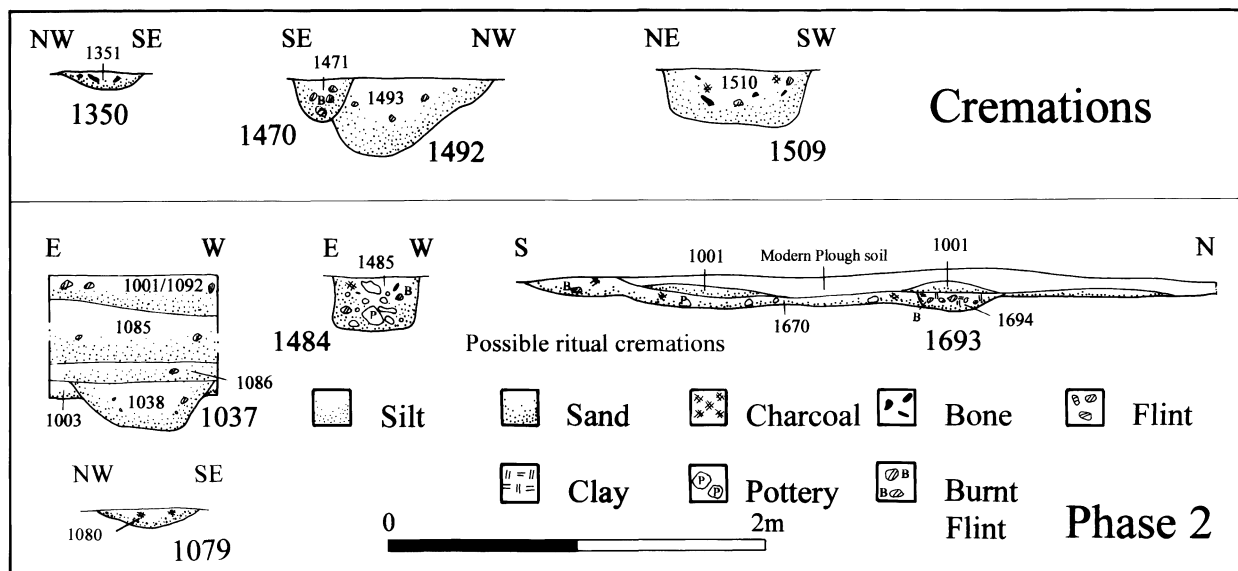 NW SE
1351
1350
SE NW
1471
B
1493
1470
1492
NE SW
1510
1509
Cremations
E W
1001/1092
1085
1086
1038
1003
1037
E W
1485
B
P
1484
S N
1001
Modern Plough soil
1001
B
P
1670
B
1694
1693
Possible ritual cremations
Silt
Sand
Charcoal
Bone
Flint
Clay
P P
Pottery
B
B
Burnt
Flint
NW SE
1080
1079
0 2m
Phase 2